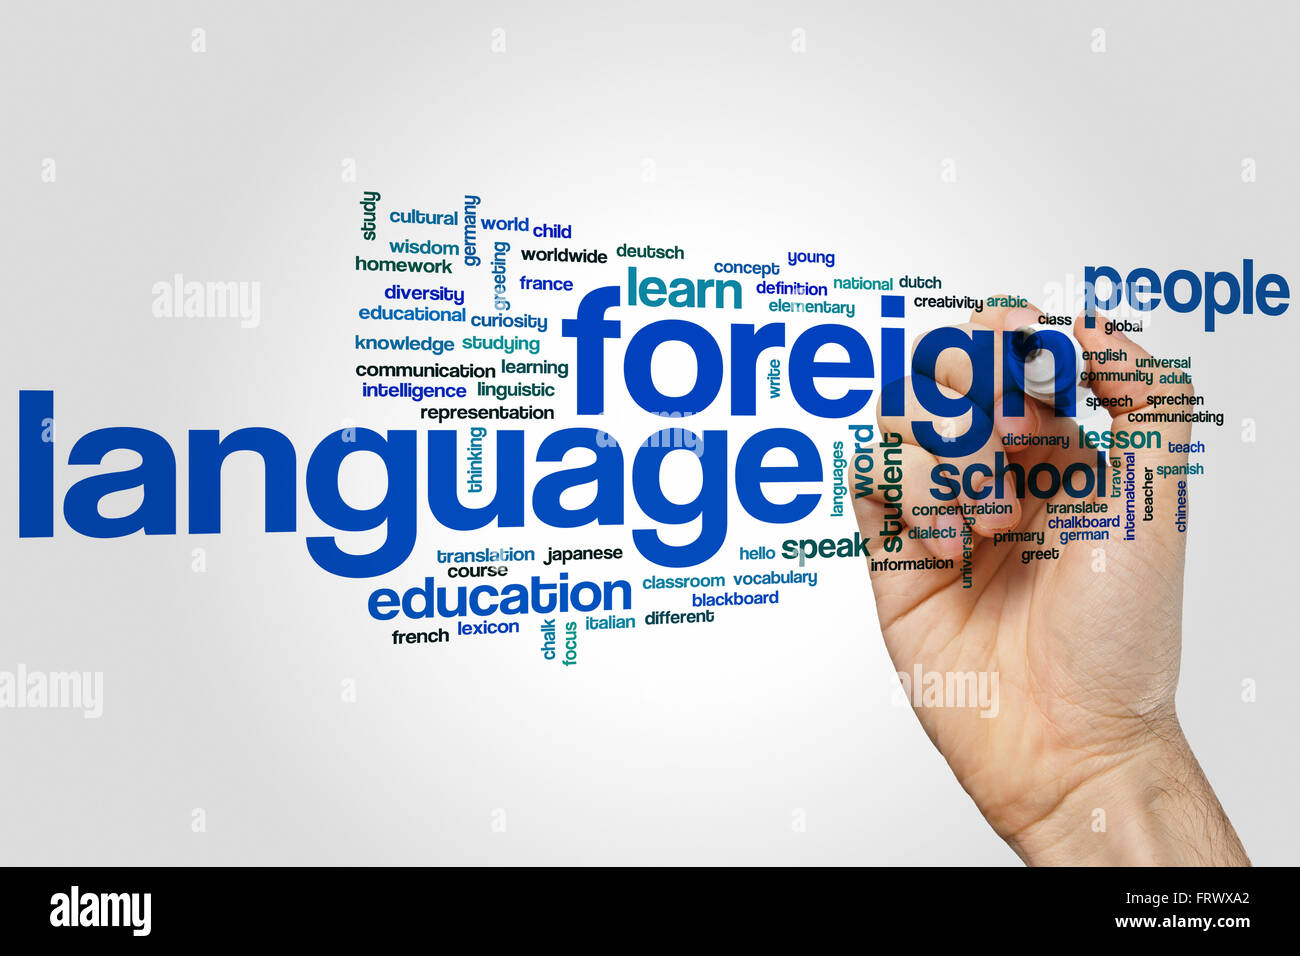 study
cultural
germany
world
child
wisdom
greeting
worldwide
deutsch
homework
concept
young
diversity
france
learn
definition
national
dutch
people
educational
curiosity
foreign
elementary
creativity
arabic
class
global
knowledge
studying
write
english
universal
communication
learning
community
adult
intelligence
linguistic
speech
sprechen
representation
communicating
language
thinking
languages
word
student
dictionary
lesson
teach
school
travel
international
teacher
spanish
chinese
concentration
translate
chalkboard
dialect
university
primary
german
translation
japanese
hello
speak
information
greet
course
education
classroom
vocabulary
blackboard
french
lexicon
chalk
focus
italian
different
alamy
alamy stock photo
a
alamy
Image ID: FRWXA2
www.alamy.com